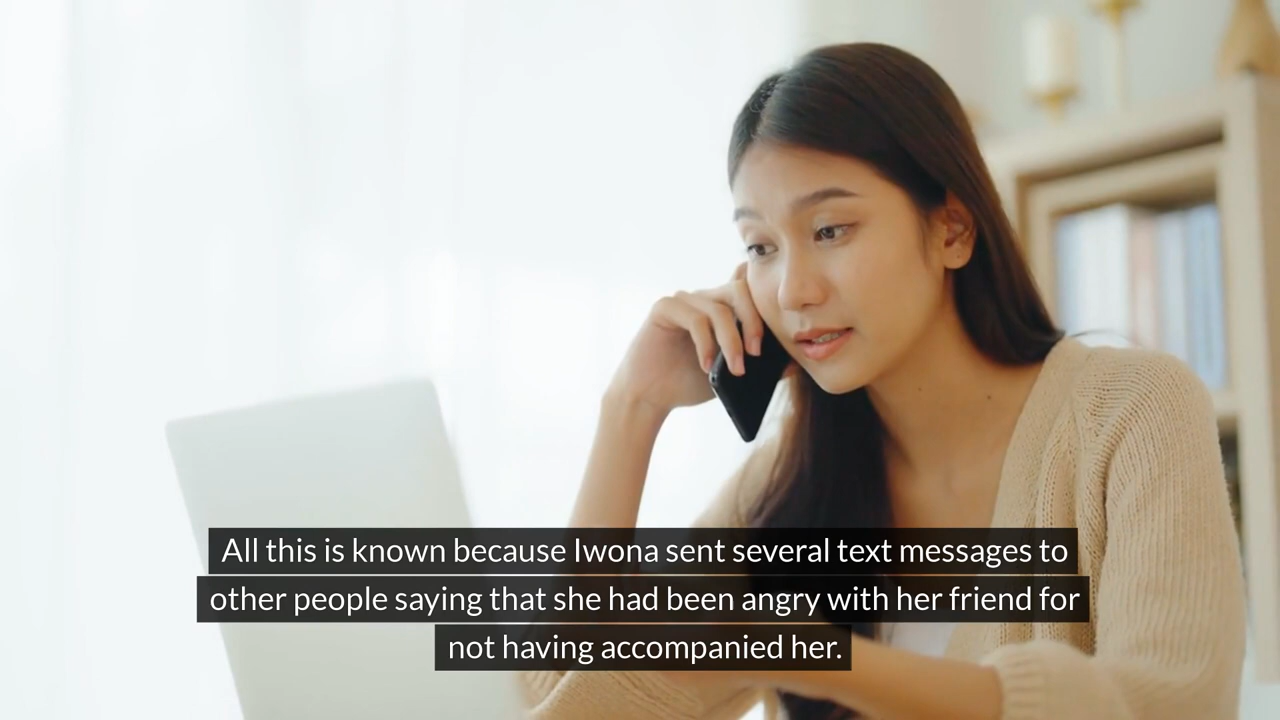 All this is known because Iwona sent several text messages to
other people saying that she had been angry with her friend for
not having accompanied her.